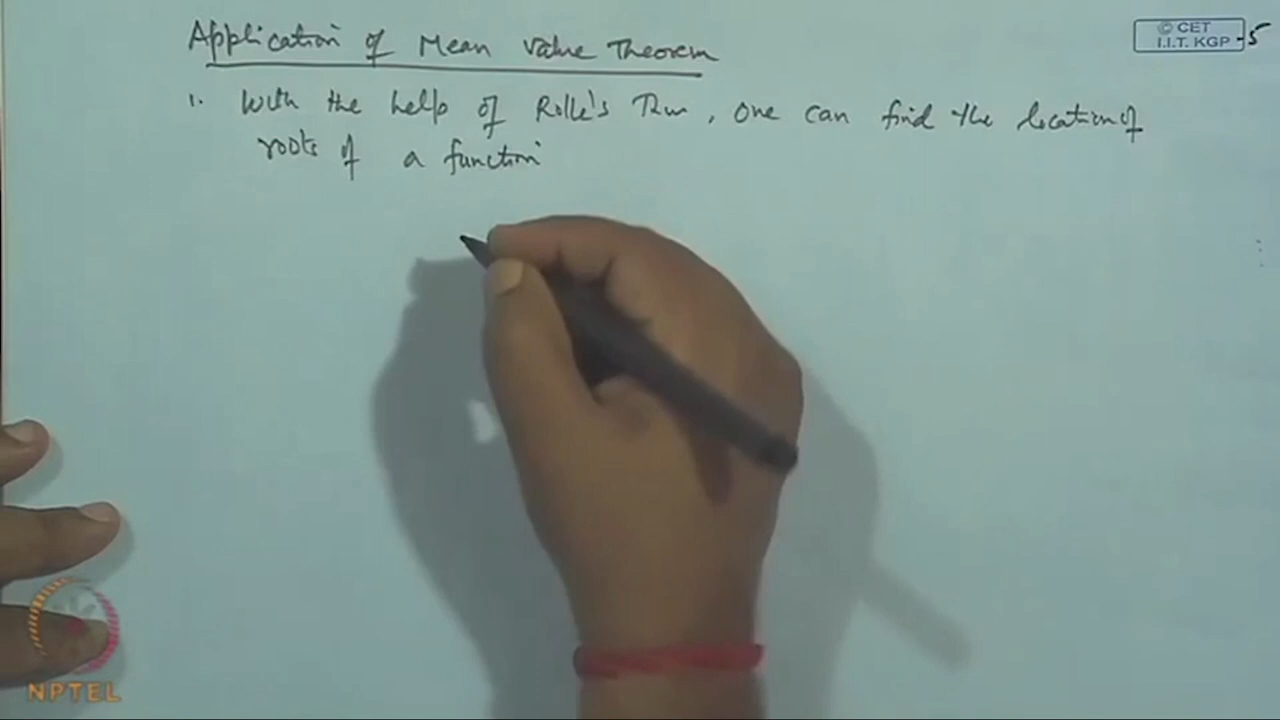 Application of Mean Value Theorem
© CET
I.I.T. KGP
-5
1. With the help of Rolle's Thm, one can find the location of
roots of a function
NPTEL